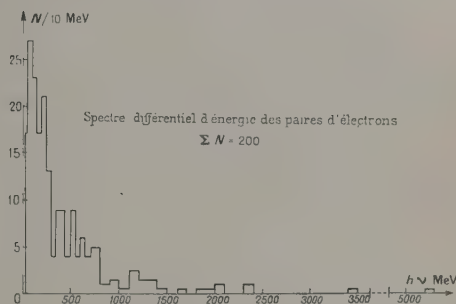 N/10 MeV
25
20
Spectre différentiel d'énergie des paires d'électrons
Σ N = 200
15
10
5
hν MeV
0 500 1000 1500 2000 2500 3000 3500 4000 5000